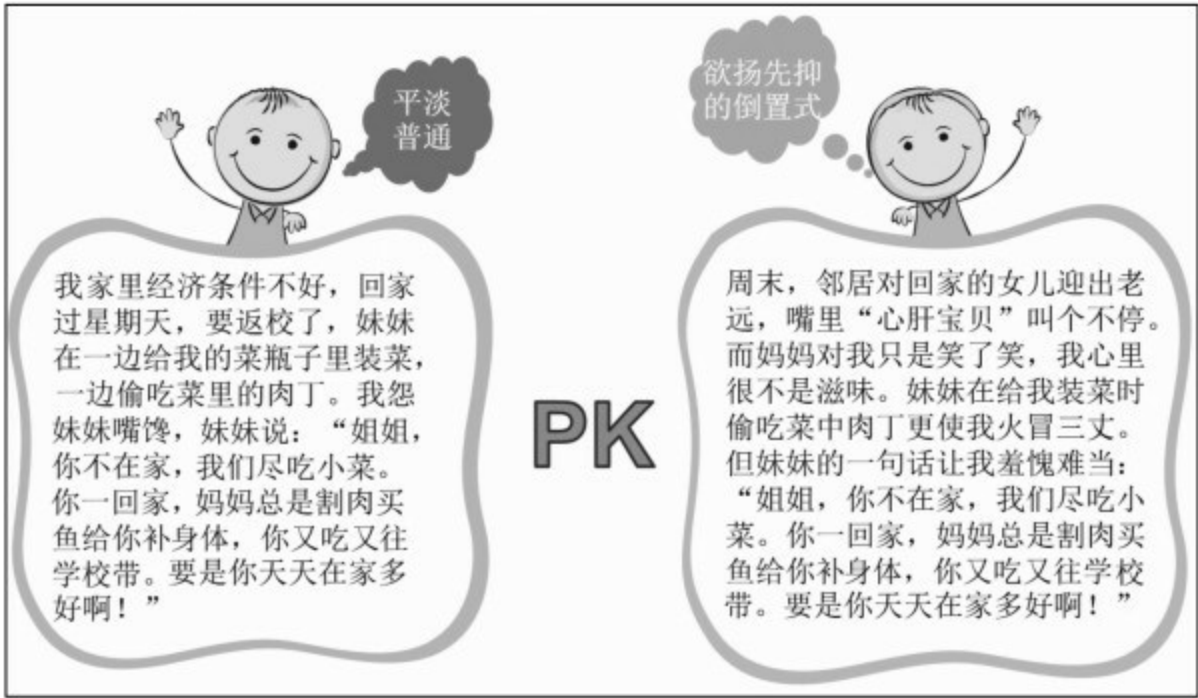 平淡
普通
欲扬先抑
的倒置式
我家里经济条件不好，回家
过星期天，要返校了，妹妹
在一边给我的菜瓶子里装菜，
一边偷吃菜里的肉丁。我怨
妹妹嘴馋，妹妹说：“姐姐，
你不在家，我们尽吃小菜。
你一回家，妈妈总是割肉买
鱼给你补身体，你又吃又往
学校带。要是你天天在家多
好啊！”
PK
周末，邻居对回家的女儿迎出老
远，嘴里“心肝宝贝”叫个不停。
而妈妈对我只是笑了笑，我心里
很不是滋味。妹妹在给我装菜时
偷吃菜中肉丁更使我火冒三丈。
但妹妹的一句话让我羞愧难当：
“姐姐，你不在家，我们尽吃小
菜。你一回家，妈妈总是割肉买
鱼给你补身体，你又吃又往学校
带。要是你天天在家多好啊！”